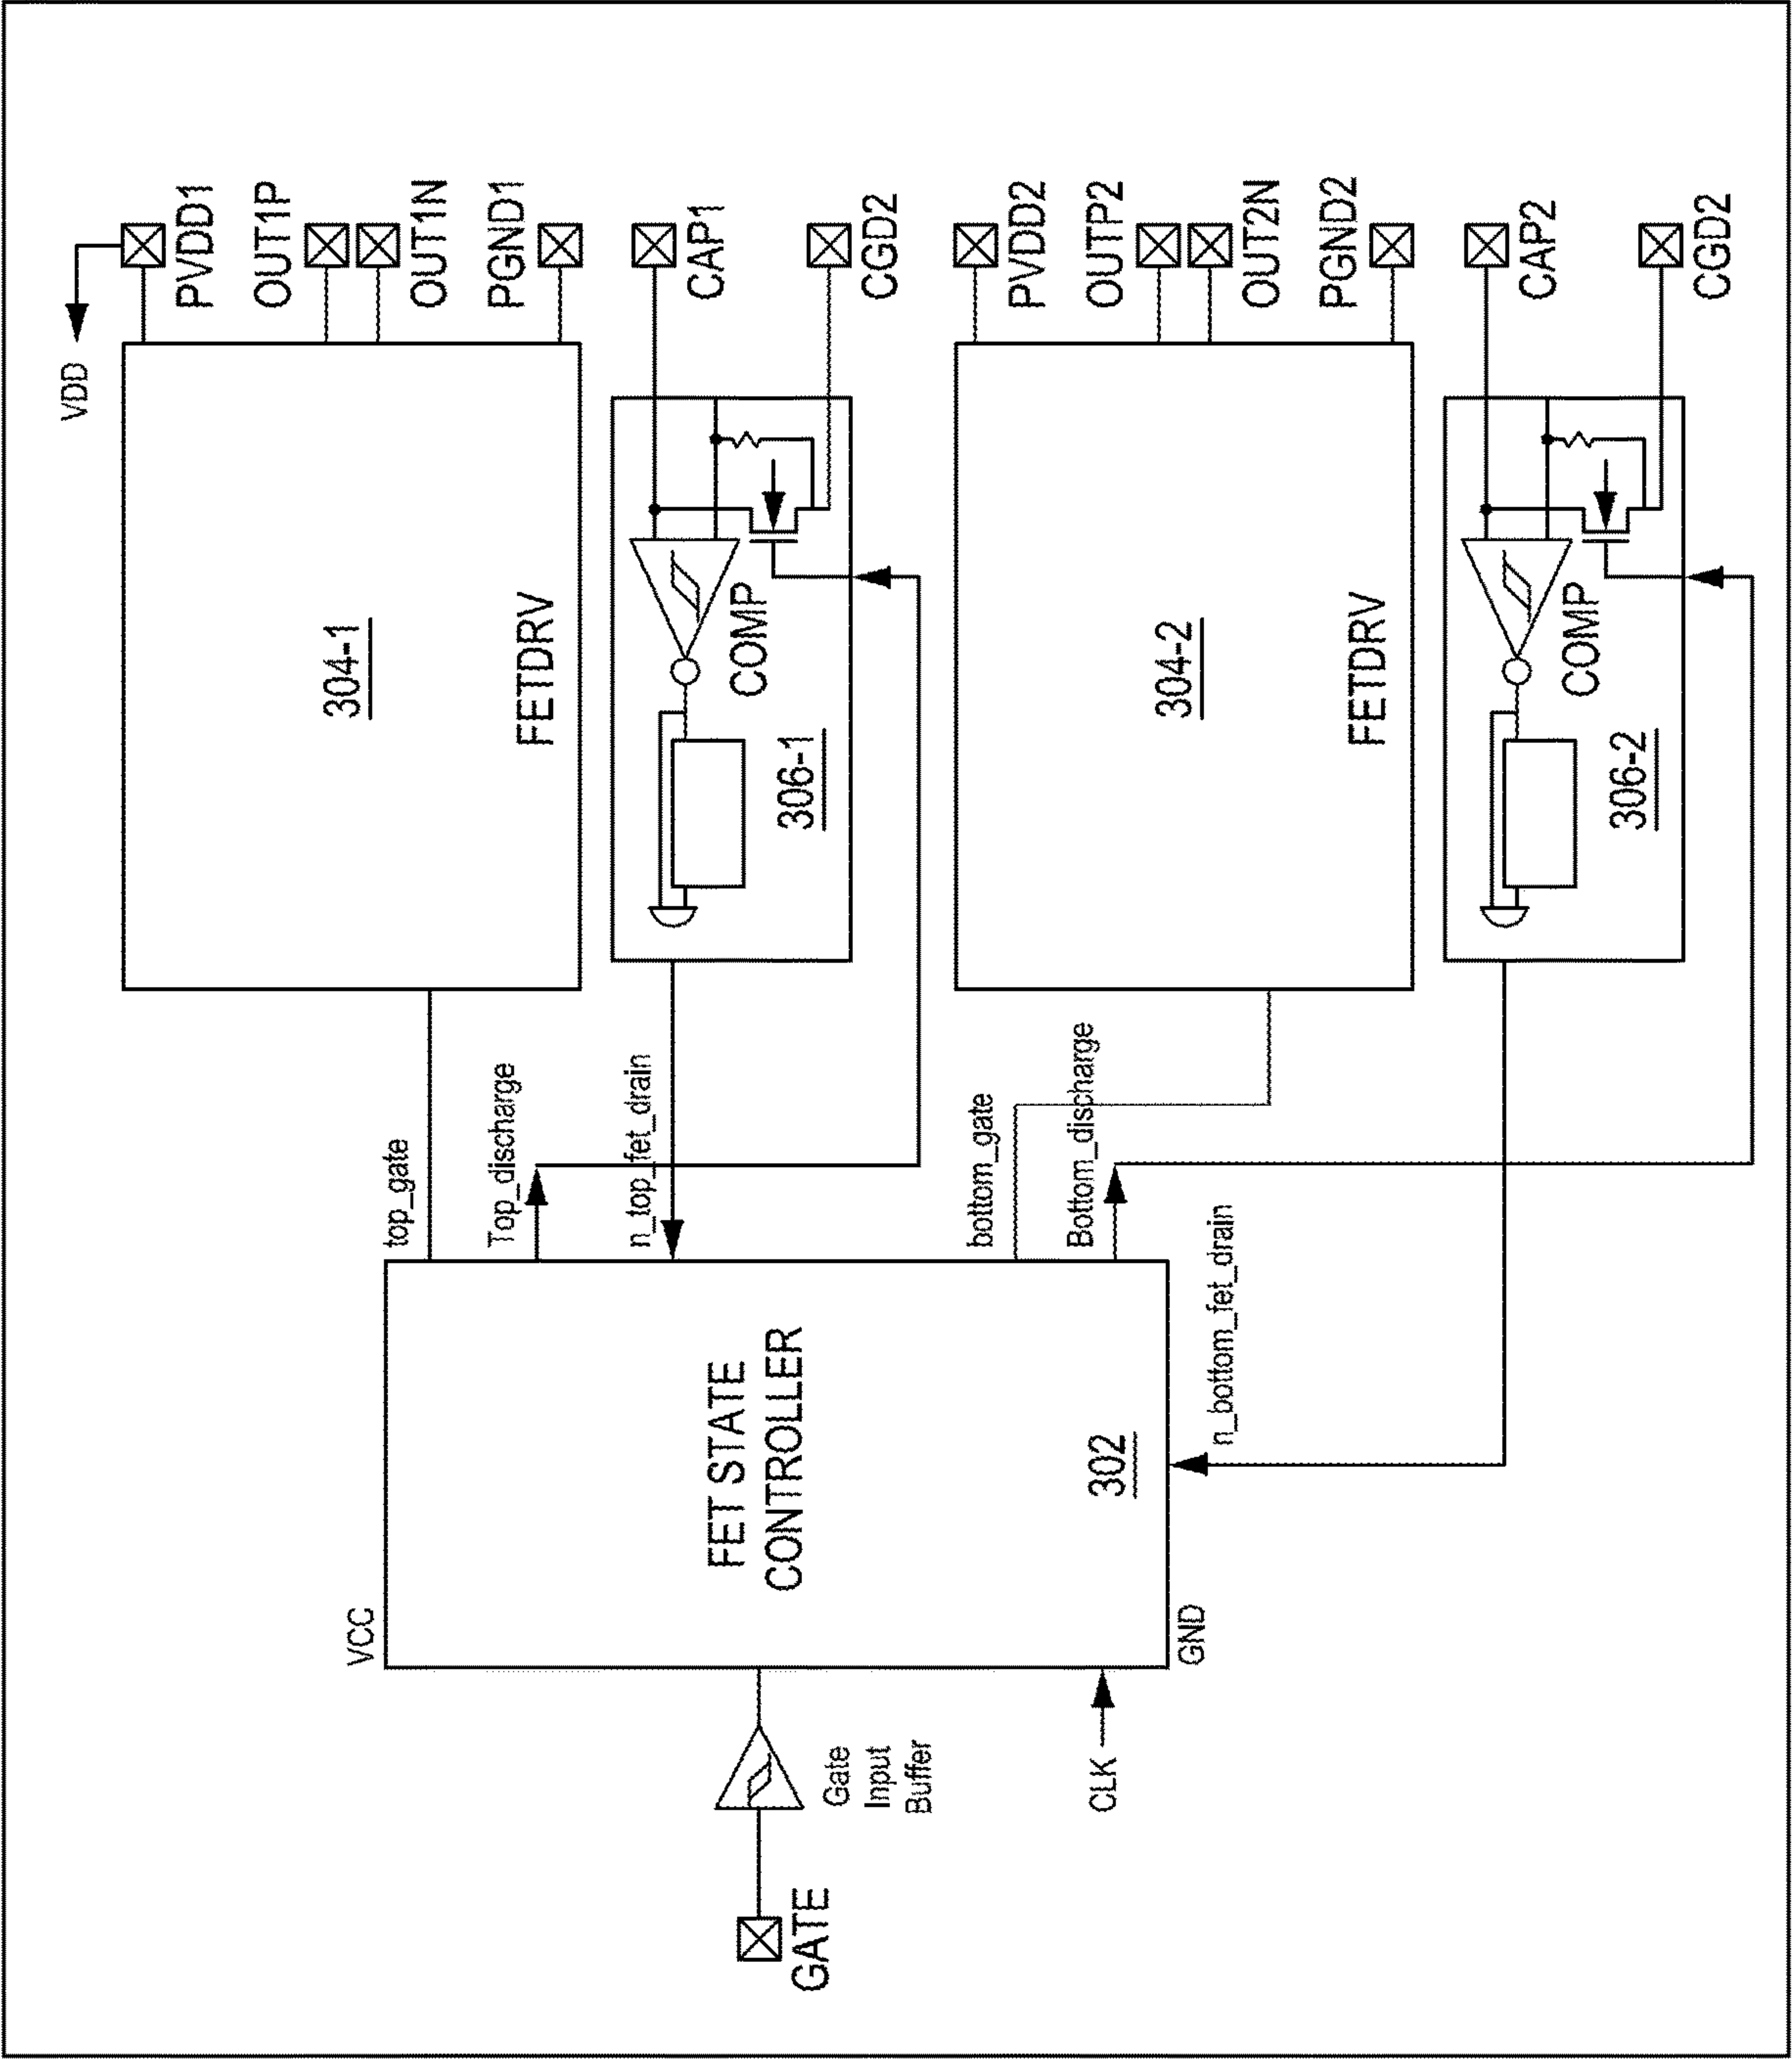 VDD
PVDD1
OUT1P
OUT1N
PGND1
304-1
FETDRV
CAP1
CGD2
COMP
306-1
PVDD2
OUTP2
OUT2N
PGND2
304-2
FETDRV
CAP2
CGD2
COMP
306-2
top_gate
Top_discharge
n_top_fet_drain
bottom_gate
Bottom_discharge
n_bottom_fet_drain
VCC
FET STATE
CONTROLLER
302
GND
Gate
Input
Buffer
CLK
GATE